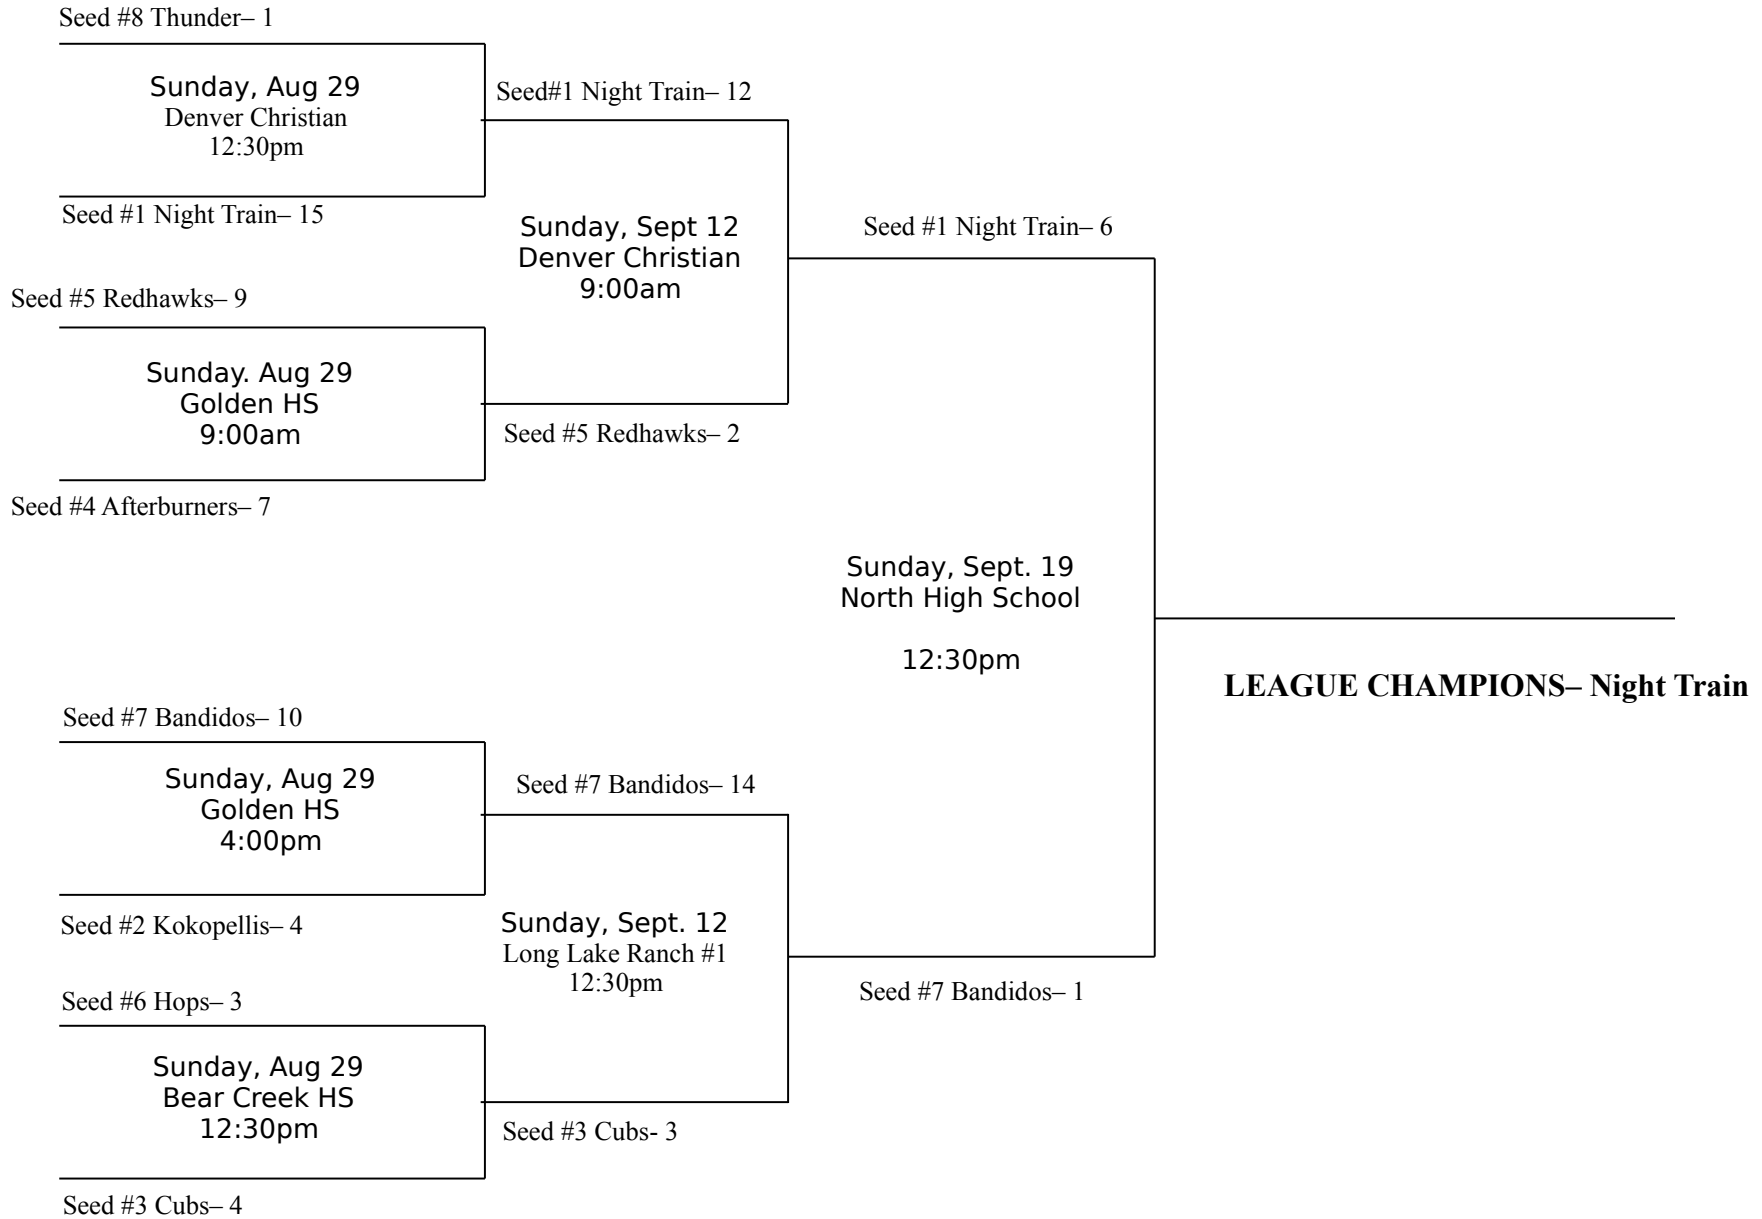 Seed #8 Thunder– 1
Sunday, Aug 29
Denver Christian
12:30pm
Seed #1 Night Train– 15
Seed#1 Night Train– 12
Sunday, Sept 12
Denver Christian
9:00am
Seed #1 Night Train– 6
Seed #5 Redhawks– 9
Sunday. Aug 29
Golden HS
9:00am
Seed #5 Redhawks– 2
Seed #4 Afterburners– 7
Sunday, Sept. 19
North High School
12:30pm
LEAGUE CHAMPIONS– Night Train
Seed #7 Bandidos– 10
Sunday, Aug 29
Golden HS
4:00pm
Seed #7 Bandidos– 14
Seed #2 Kokopellis– 4
Sunday, Sept. 12
Long Lake Ranch #1
12:30pm
Seed #7 Bandidos– 1
Seed #6 Hops– 3
Sunday, Aug 29
Bear Creek HS
12:30pm
Seed #3 Cubs- 3
Seed #3 Cubs– 4